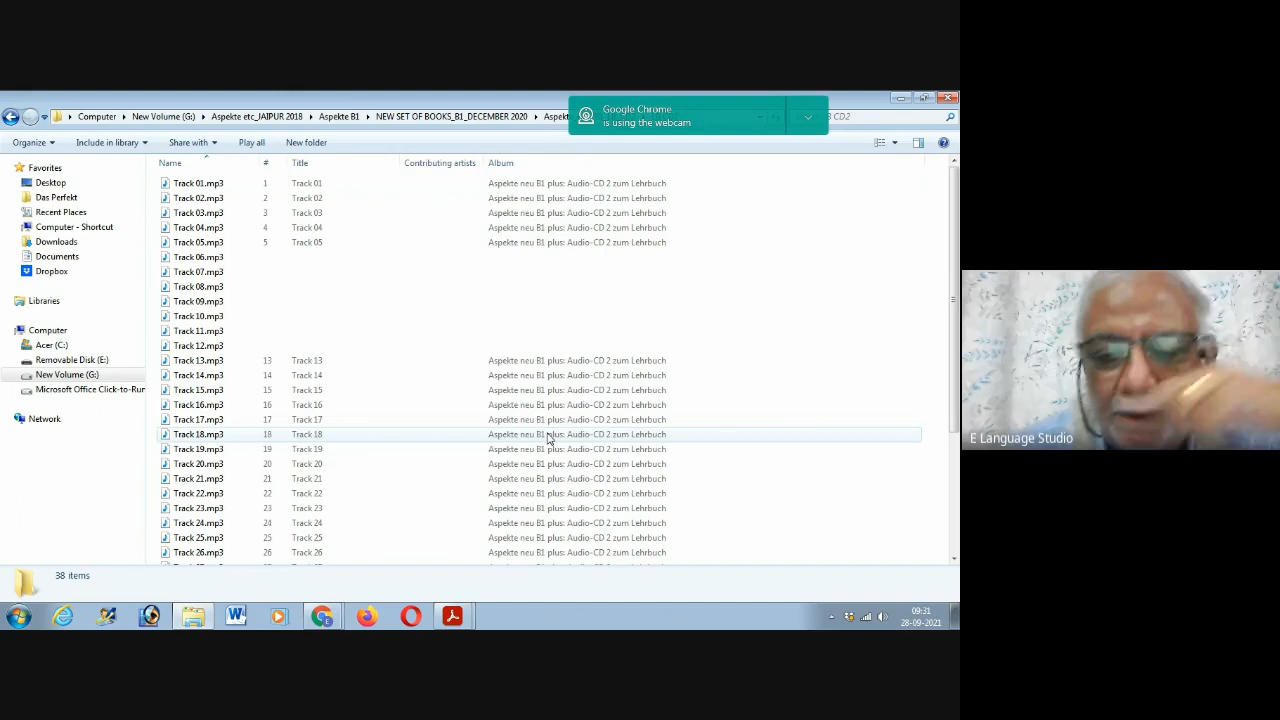 Google Chrome
is using the webcam
Computer New Volume (G:) Aspekte etc_JAIPUR 2018 Aspekte B1 NEW SET OF BOOKS_B1_DECEMBER 2020 Aspekt
CD2
Organize Include in library Share with Play all New folder
Name # Title Contributing artists Album
Favorites
Desktop
Das Perfekt
Recent Places
Computer - Shortcut
Downloads
Documents
Dropbox
Libraries
Computer
Acer (C:)
Removable Disk (E:)
New Volume (G:)
Microsoft Office Click-to-Run
Network
Track 01.mp3 1 Track 01 Aspekte neu B1 plus: Audio-CD 2 zum Lehrbuch
Track 02.mp3 2 Track 02 Aspekte neu B1 plus: Audio-CD 2 zum Lehrbuch
Track 03.mp3 3 Track 03 Aspekte neu B1 plus: Audio-CD 2 zum Lehrbuch
Track 04.mp3 4 Track 04 Aspekte neu B1 plus: Audio-CD 2 zum Lehrbuch
Track 05.mp3 5 Track 05 Aspekte neu B1 plus: Audio-CD 2 zum Lehrbuch
Track 06.mp3
Track 07.mp3
Track 08.mp3
Track 09.mp3
Track 10.mp3
Track 11.mp3
Track 12.mp3
Track 13.mp3 13 Track 13 Aspekte neu B1 plus: Audio-CD 2 zum Lehrbuch
Track 14.mp3 14 Track 14 Aspekte neu B1 plus: Audio-CD 2 zum Lehrbuch
Track 15.mp3 15 Track 15 Aspekte neu B1 plus: Audio-CD 2 zum Lehrbuch
Track 16.mp3 16 Track 16 Aspekte neu B1 plus: Audio-CD 2 zum Lehrbuch
Track 17.mp3 17 Track 17 Aspekte neu B1 plus: Audio-CD 2 zum Lehrbuch
Track 18.mp3 18 Track 18 Aspekte neu B1 plus: Audio-CD 2 zum Lehrbuch
Track 19.mp3 19 Track 19 Aspekte neu B1 plus: Audio-CD 2 zum Lehrbuch
Track 20.mp3 20 Track 20 Aspekte neu B1 plus: Audio-CD 2 zum Lehrbuch
Track 21.mp3 21 Track 21 Aspekte neu B1 plus: Audio-CD 2 zum Lehrbuch
Track 22.mp3 22 Track 22 Aspekte neu B1 plus: Audio-CD 2 zum Lehrbuch
Track 23.mp3 23 Track 23 Aspekte neu B1 plus: Audio-CD 2 zum Lehrbuch
Track 24.mp3 24 Track 24 Aspekte neu B1 plus: Audio-CD 2 zum Lehrbuch
Track 25.mp3 25 Track 25 Aspekte neu B1 plus: Audio-CD 2 zum Lehrbuch
Track 26.mp3 26 Track 26 Aspekte neu B1 plus: Audio-CD 2 zum Lehrbuch
38 items
09:31
28-09-2021
E Language Studio